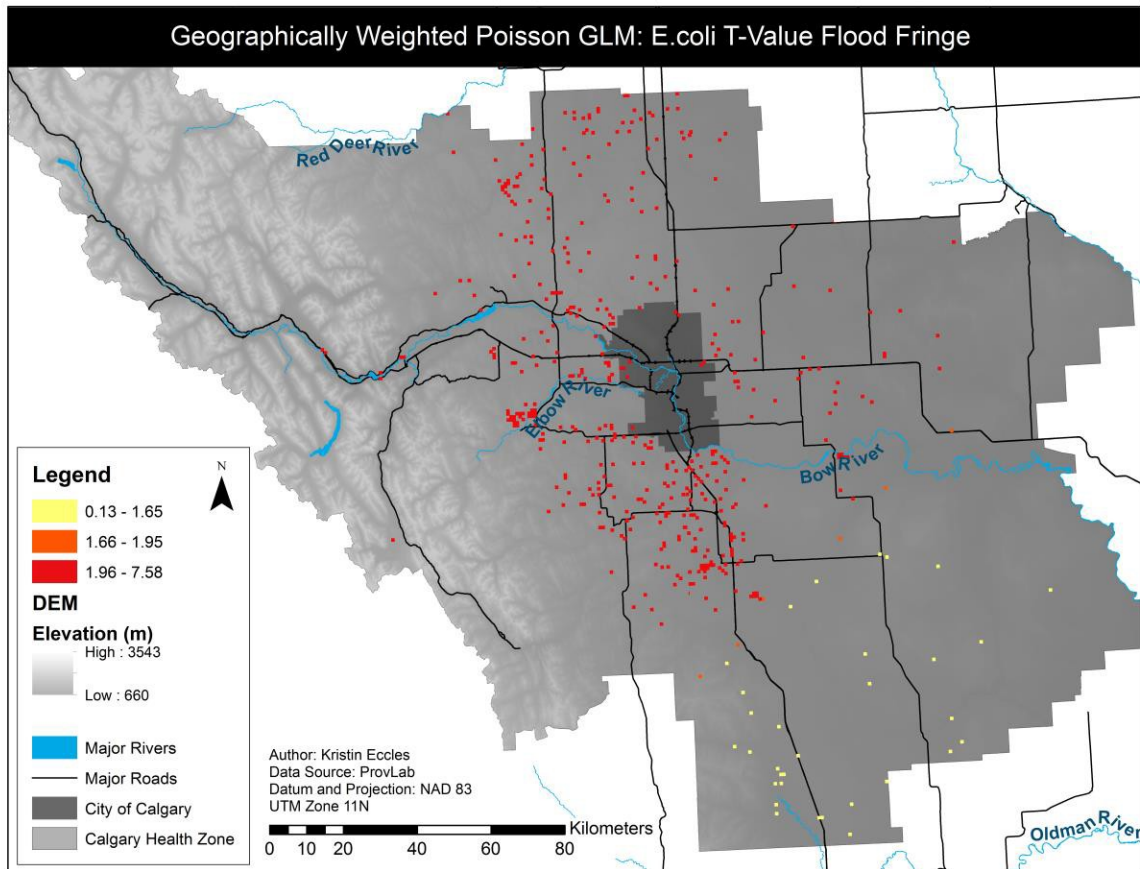 Geographically Weighted Poisson GLM: E.coli T-Value Flood Fringe
Red Deer River
Elbow River
Bow River
Oldman River
Legend
0.13 - 1.65
1.66 - 1.95
1.96 - 7.58
DEM
Elevation (m)
High : 3543
Low : 660
Major Rivers
Major Roads
City of Calgary
Calgary Health Zone
N
Author: Kristin Eccles
Data Source: ProvLab
Datum and Projection: NAD 83
UTM Zone 11N
Kilometers
0 10 20 40 60 80